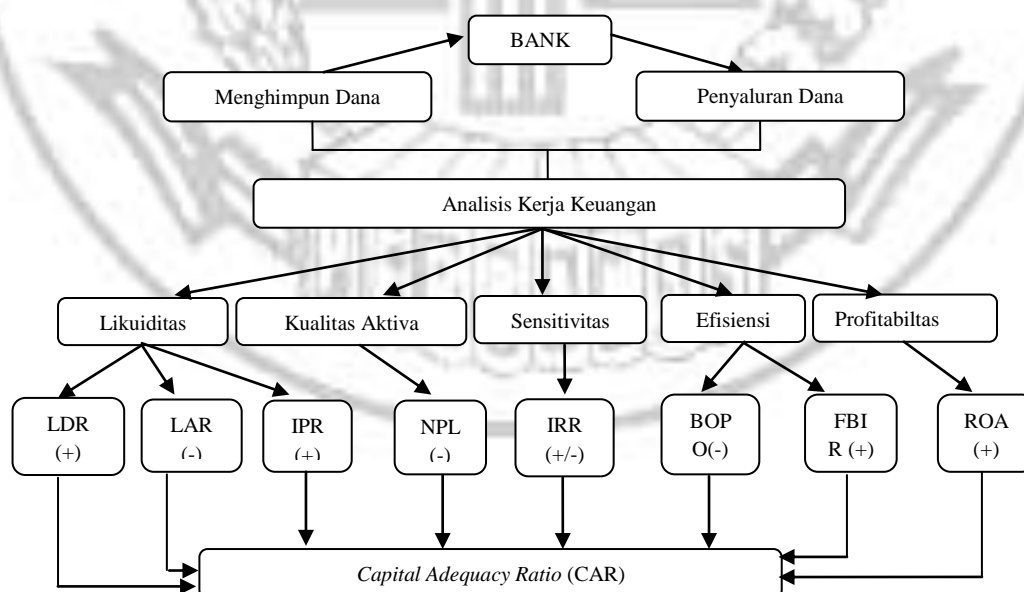 BANK
Menghimpun Dana
Penyaluran Dana
Analisis Kerja Keuangan
Likuiditas
Kualitas Aktiva
Sensitivitas
Efisiensi
Profitabiltas
LDR
(+)
LAR
(-)
IPR
(+)
NPL
(-)
IRR
(+/-)
BOP
O(-)
FBI
R (+)
ROA
(+)
Capital Adequacy Ratio (CAR)